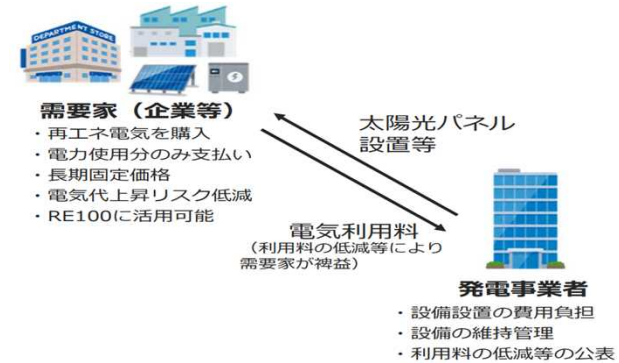 DEPARTMENT STORE
需要家（企業等）
・再エネ電気を購入
・電力使用分のみ支払い
・長期固定価格
・電気代上昇リスク低減
・RE100に活用可能
太陽光パネル
設置等
電気利用料
（利用料の低減等により
需要家が裨益）
発電事業者
・設備設置の費用負担
・設備の維持管理
・利用料の低減等の公表